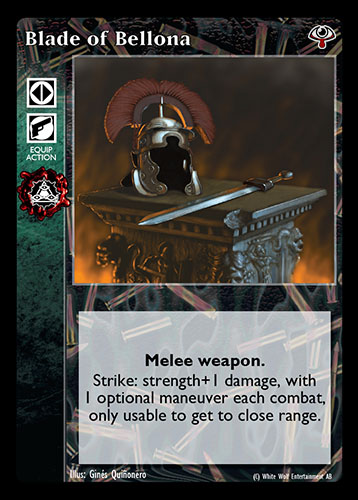 Blade of Bellona
EQUIP
ACTION
Melee weapon.
Strike: strength+1 damage, with
1 optional maneuver each combat,
only usable to get to close range.
Illus: Ginés Quiñonero
(C) White Wolf Entertainment AB